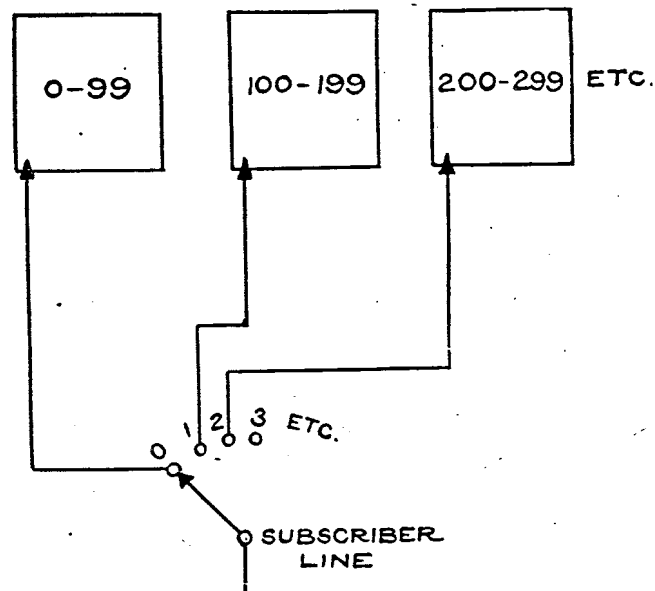 0-99
100-199
200-299 ETC.
0 1 2 3 ETC.
SUBSCRIBER
LINE